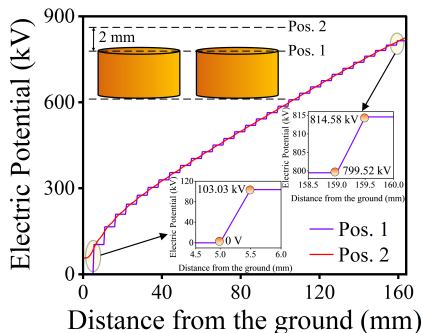 Electric Potential (kV)
900
600
300
0
0
40
80
120
160
Distance from the ground (mm)
2 mm
Pos. 2
Pos. 1
Electric Potential (kV)
120
100
80
60
40
20
0
103.03 kV
0 V
4.5
5.0
5.5
6.0
Distance from the ground (mm)
Electric Potential (kV)
815
810
805
800
814.58 kV
799.52 kV
158.5
159.0
159.5
160.0
Distance from the ground (mm)
Pos. 1
Pos. 2